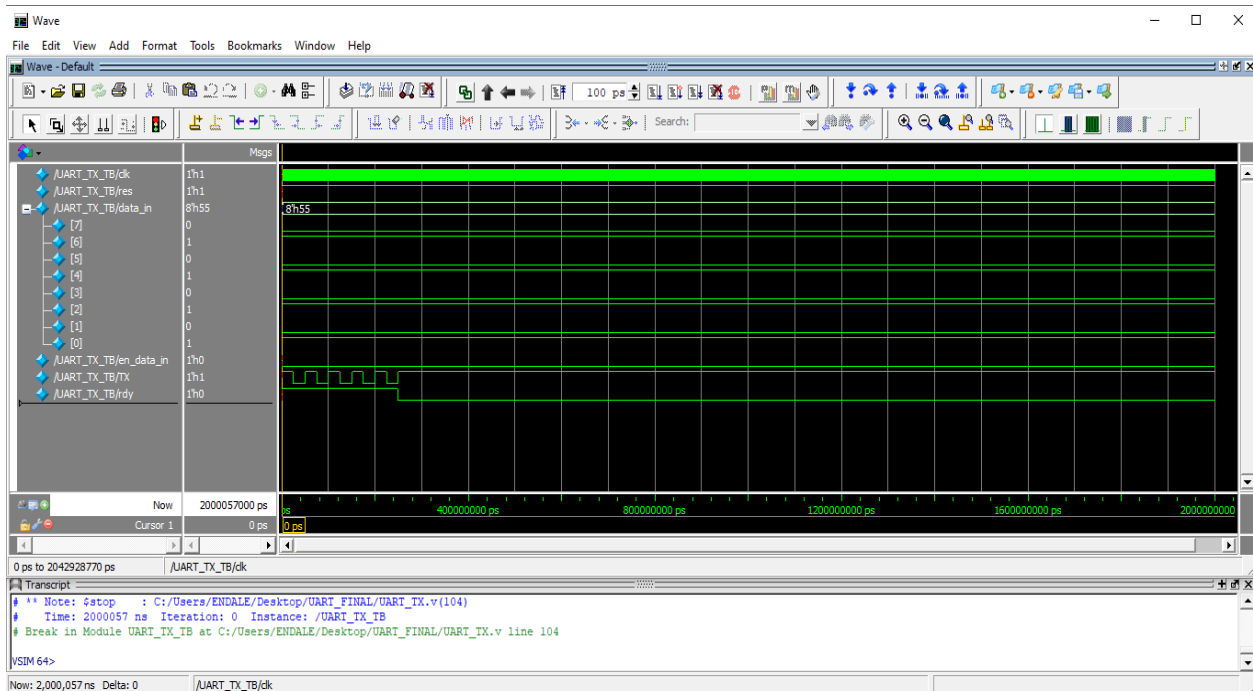 Wave
File Edit View Add Format Tools Bookmarks Window Help
Wave - Default
100 ps
Search:
Msgs
/UART_TX_TB/clk 1'h1
/UART_TX_TB/res 1'h1
/UART_TX_TB/data_in 8'h55 8'h55
[7] 0
[6] 1
[5] 0
[4] 1
[3] 0
[2] 1
[1] 0
[0] 1
/UART_TX_TB/en_data_in 1'h0
/UART_TX_TB/TX 1'h1
/UART_TX_TB/rdy 1'h0
Now 2000057000 ps ps 400000000 ps 800000000 ps 1200000000 ps 1600000000 ps 2000000000
Cursor 1 0 ps 0 ps
0 ps to 2042928770 ps /UART_TX_TB/clk
Transcript
# ** Note: $stop : C:/Users/ENDALE/Desktop/UART_FINAL/UART_TX.v(104)
# Time: 2000057 ns Iteration: 0 Instance: /UART_TX_TB
# Break in Module UART_TX_TB at C:/Users/ENDALE/Desktop/UART_FINAL/UART_TX.v line 104
VSIM 64>
Now: 2,000,057 ns Delta: 0 /UART_TX_TB/clk